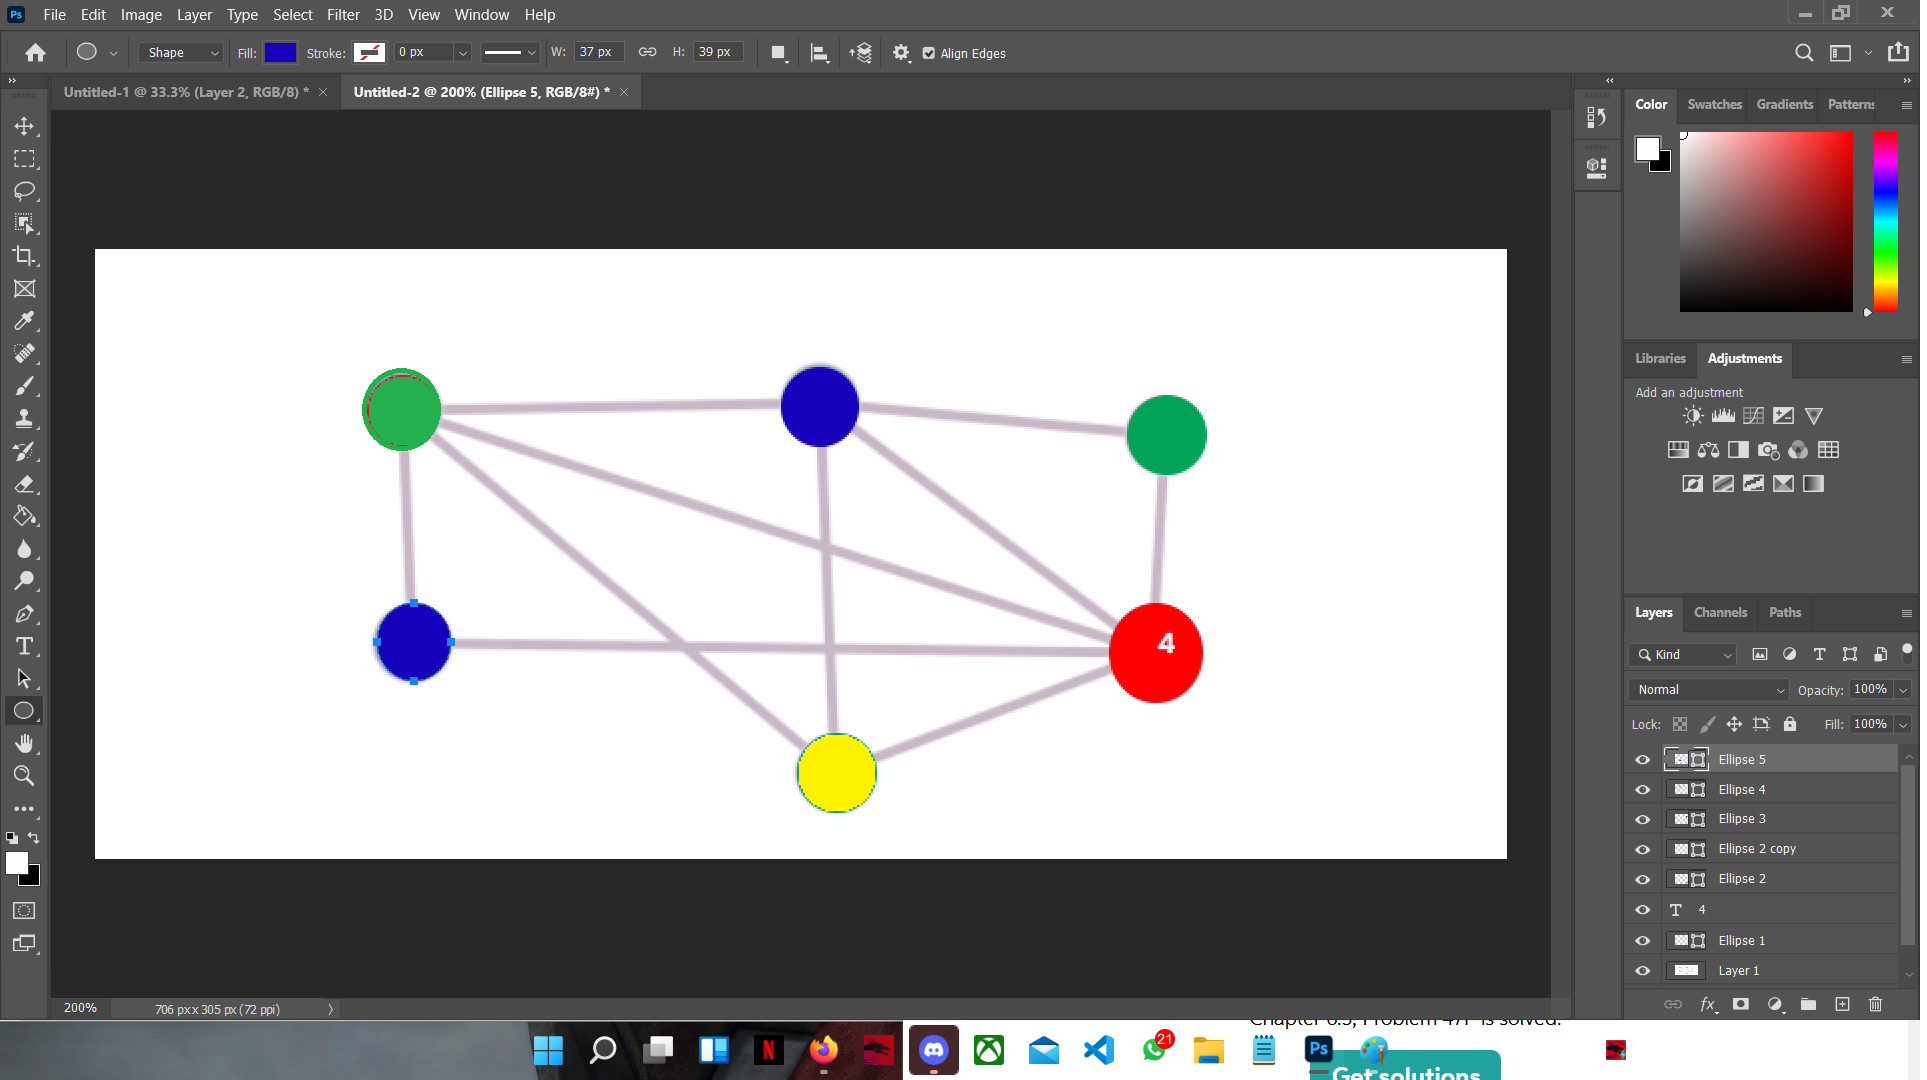 Ps File Edit Image Layer Type Select Filter 3D View Window Help
Shape Fill: Stroke: 0 px W: 37 px H: 39 px Align Edges
Untitled-1 @ 33.3% (Layer 2, RGB/8) * Untitled-2 @ 200% (Ellipse 5, RGB/8#) *
Color Swatches Gradients Patterns
Libraries Adjustments
Add an adjustment
4
Layers Channels Paths
Kind
Normal Opacity: 100%
Lock: Fill: 100%
Ellipse 5
Ellipse 4
Ellipse 3
Ellipse 2 copy
Ellipse 2
T 4
Ellipse 1
Layer 1
fx
200% 706 px x 305 px (72 ppi)
Chapter 6.3, Problem 47P is solved.
N 21 Ps
Get solutions